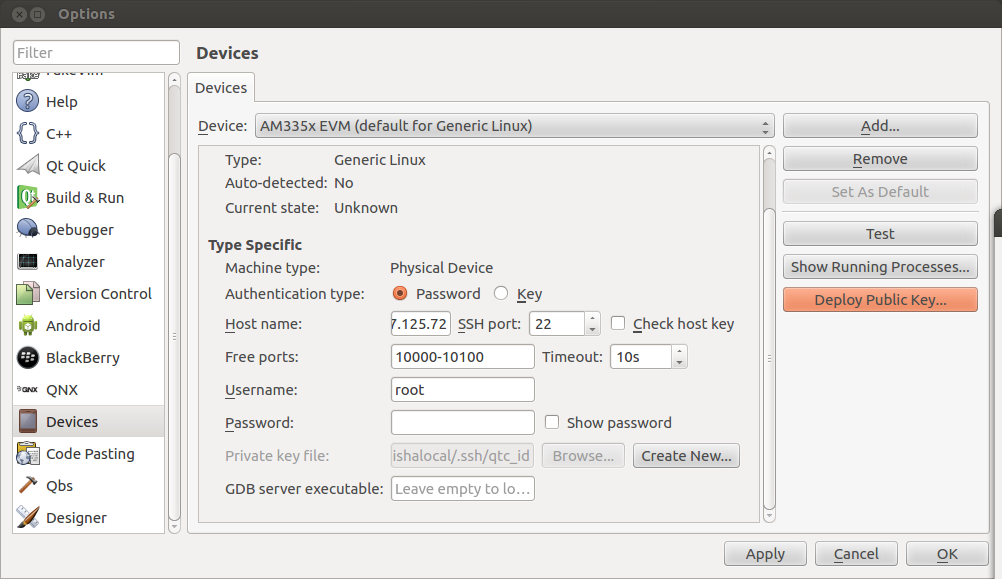 Options
Filter
Devices
FakeVim
Help
C++
Qt Quick
Build & Run
Debugger
Analyzer
Version Control
Android
BlackBerry
QNX
QNX
Devices
Code Pasting
Qbs
Designer
Devices
Device: AM335x EVM (default for Generic Linux)
Type: Generic Linux
Auto-detected: No
Current state: Unknown
Type Specific
Machine type: Physical Device
Authentication type: Password Key
Host name: 7.125.72 SSH port: 22 Check host key
Free ports: 10000-10100 Timeout: 10s
Username: root
Password: Show password
Private key file: ishalocal/.ssh/qtc_id Browse... Create New...
GDB server executable: Leave empty to lo...
Add...
Remove
Set As Default
Test
Show Running Processes...
Deploy Public Key...
Apply Cancel OK